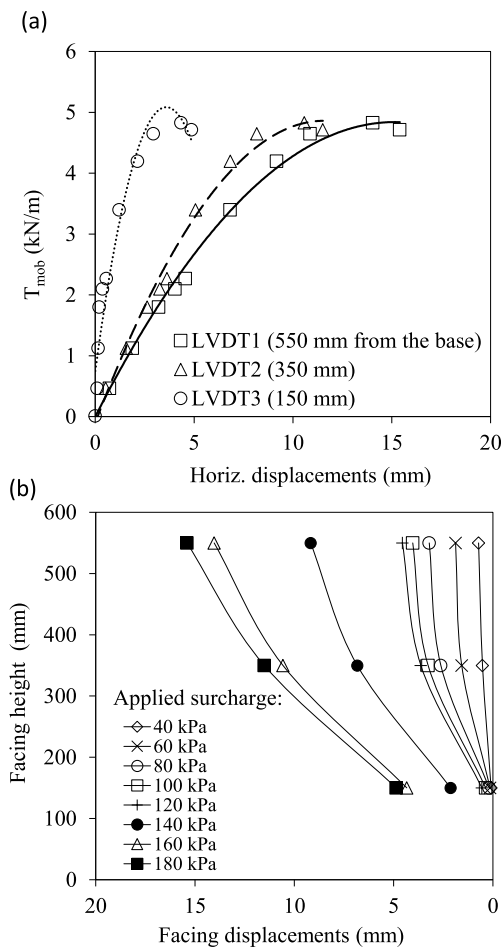 (a)
6
5
4
3
2
1
0
T_mob (kN/m)
LVDT1 (550 mm from the base)
LVDT2 (350 mm)
LVDT3 (150 mm)
0 5 10 15 20
Horiz. displacements (mm)
(b)
600
500
400
300
200
100
0
Facing height (mm)
Applied surcharge:
40 kPa
60 kPa
80 kPa
100 kPa
120 kPa
140 kPa
160 kPa
180 kPa
20 15 10 5 0
Facing displacements (mm)